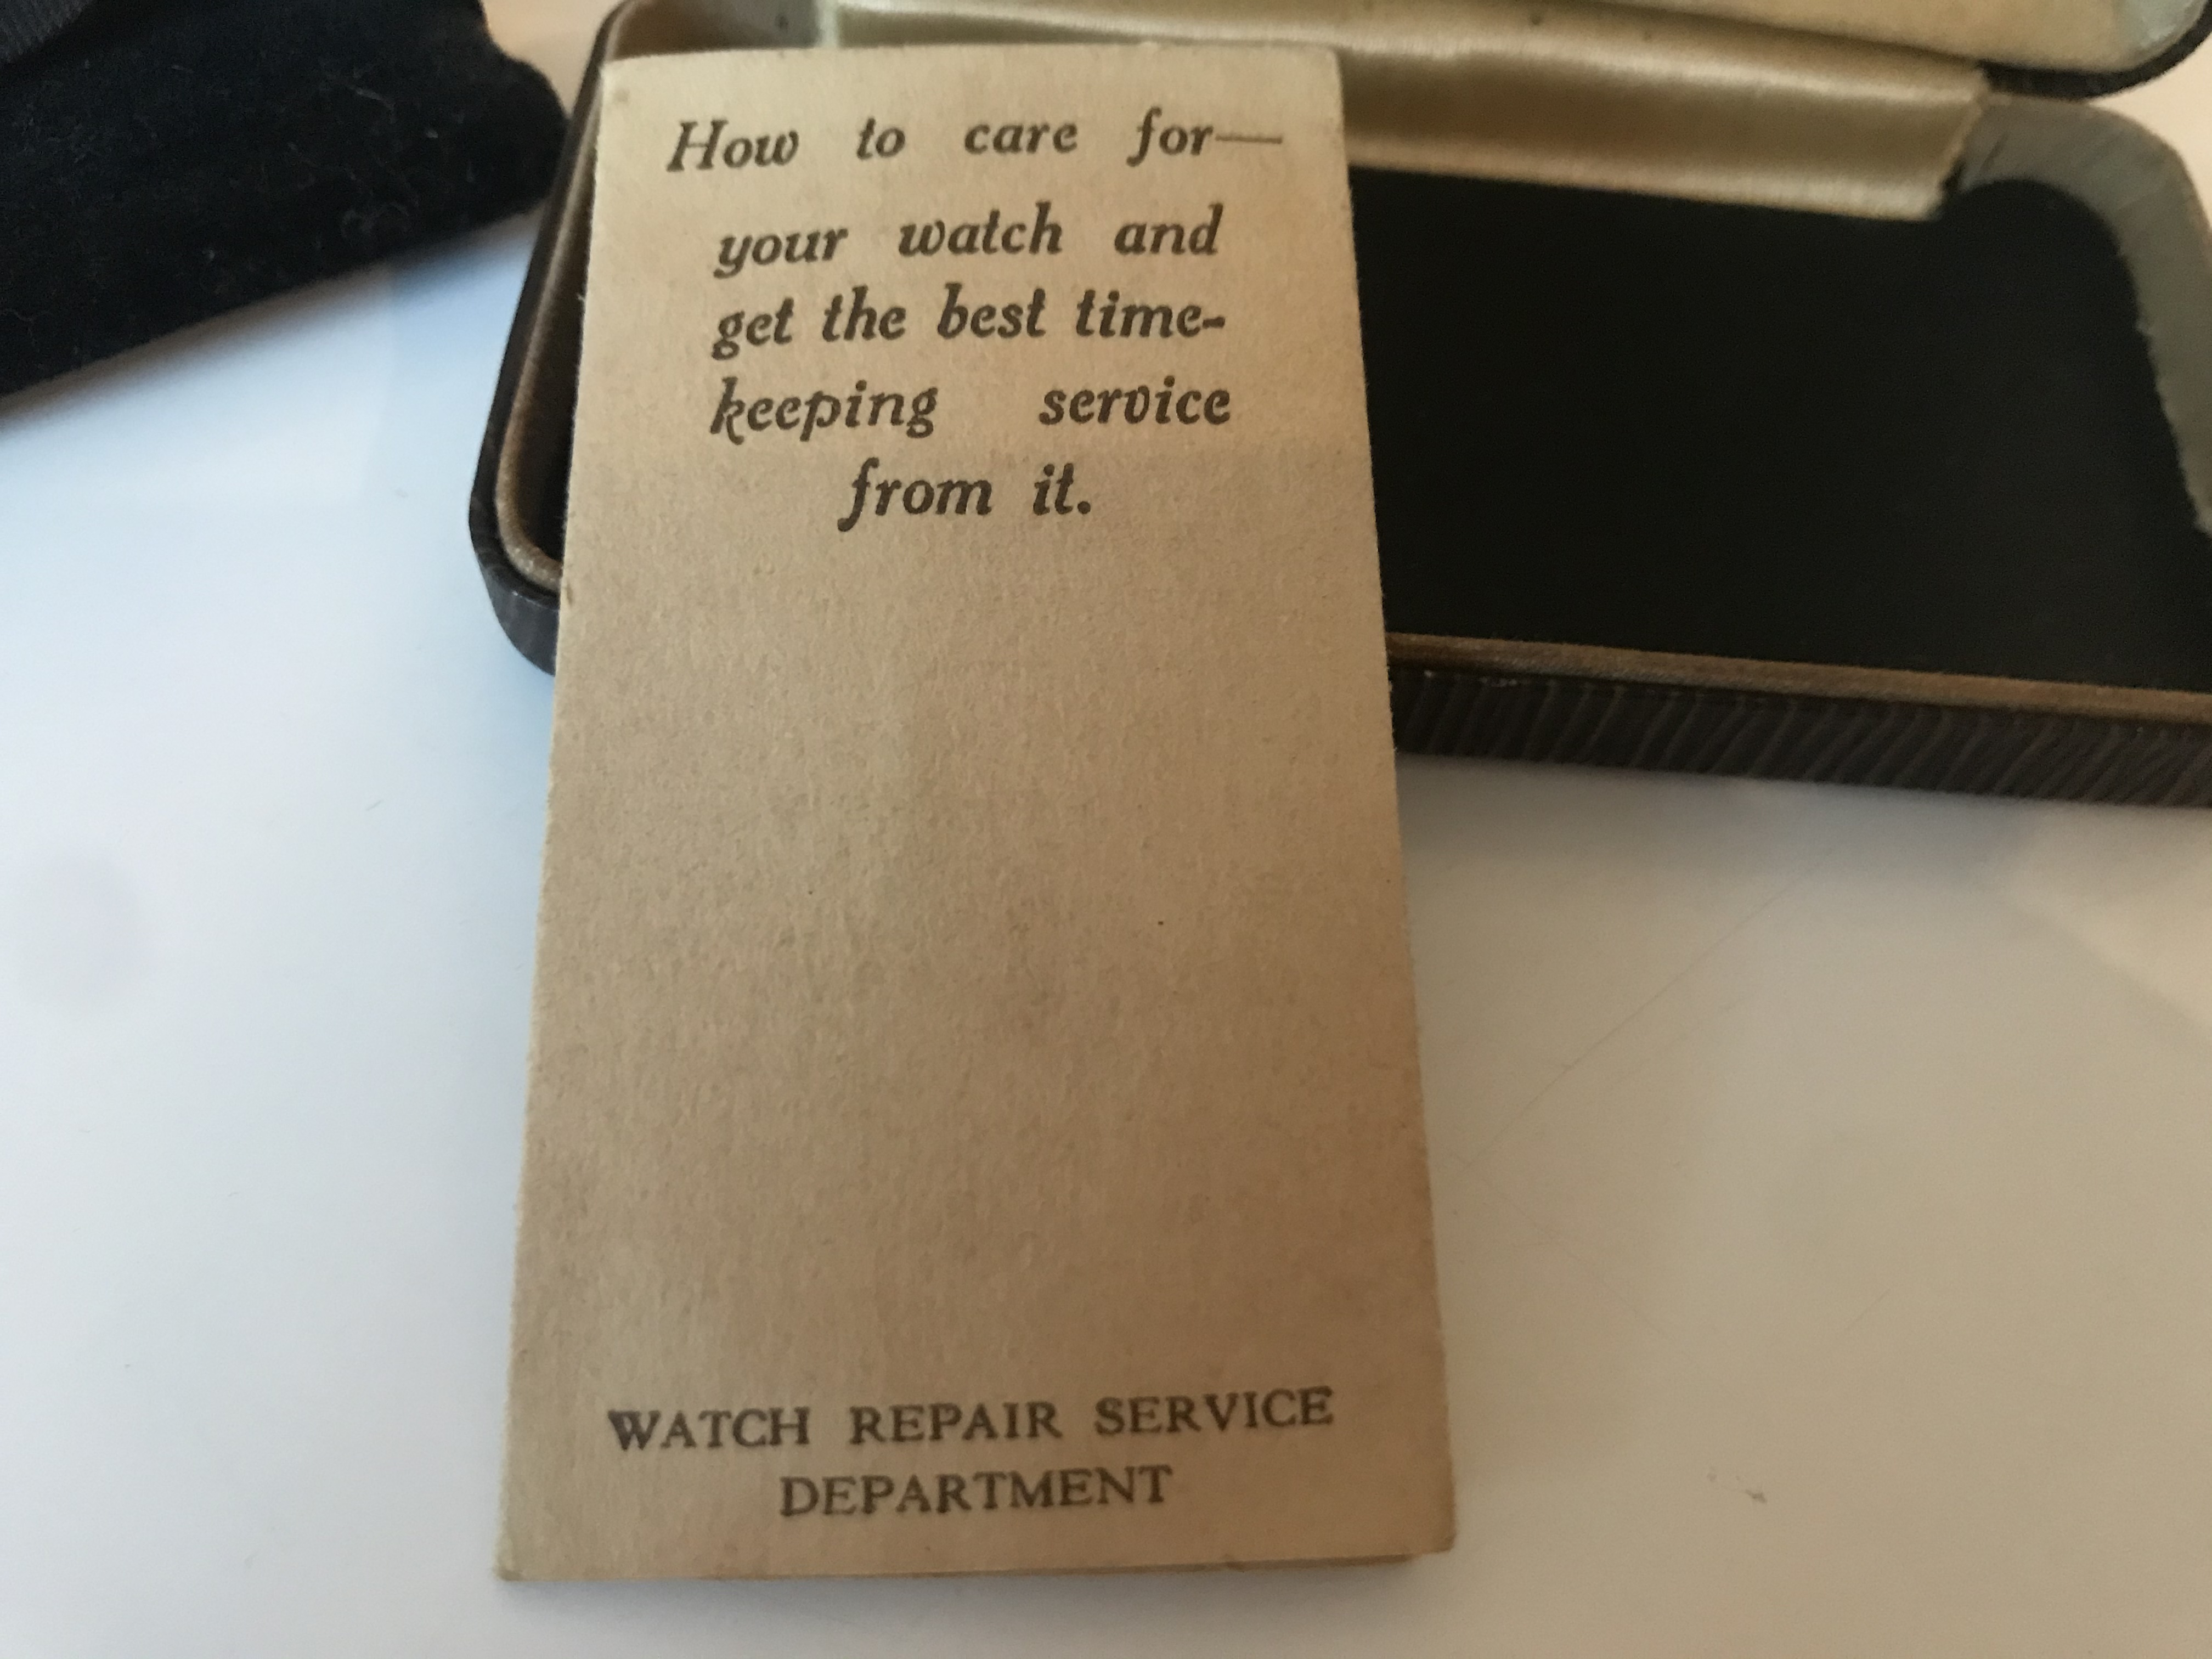 How to care for—
your watch and
get the best time-
keeping service
from it.
WATCH REPAIR SERVICE
DEPARTMENT